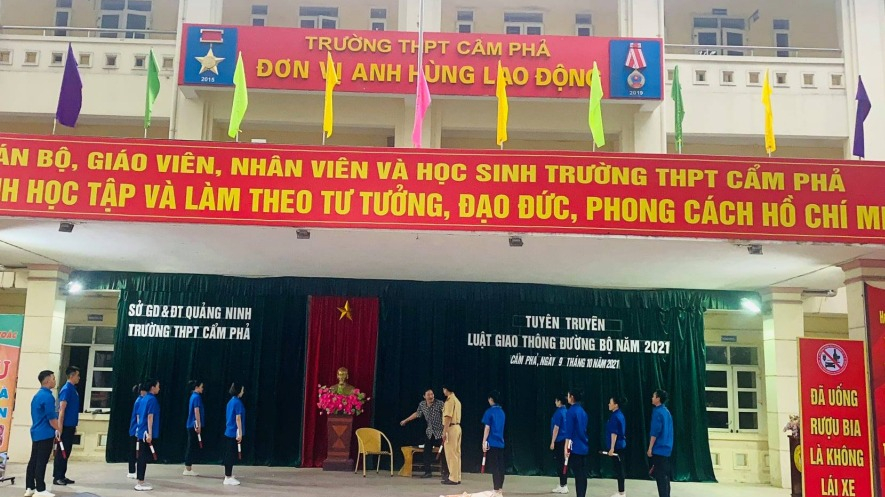 TRƯỜNG THPT CẨM PHẢ
ĐƠN VỊ ANH HÙNG LAO ĐỘNG
2015
2019
ÁN BỘ, GIÁO VIÊN, NHÂN VIÊN VÀ HỌC SINH TRƯỜNG THPT CẨM PHẢ
NH HỌC TẬP VÀ LÀM THEO TƯ TƯỞNG, ĐẠO ĐỨC, PHONG CÁCH HỒ CHÍ MI
SỞ GD&ĐT QUẢNG NINH
TRƯỜNG THPT CẨM PHẢ
TUYÊN TRUYỀN
LUẬT GIAO THÔNG ĐƯỜNG BỘ NĂM 2021
CẨM PHẢ, NGÀY 9 THÁNG 10 NĂM 2021
ĐÃ UỐNG
RƯỢU BIA
LÀ KHÔNG
LÁI XE